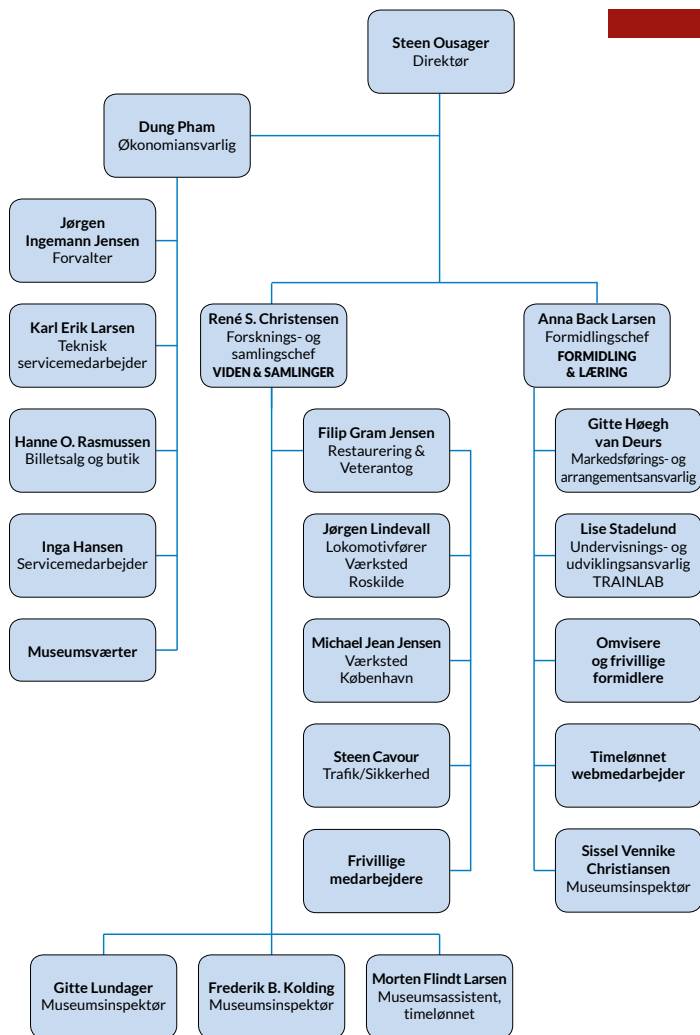 Steen Ousager
Direktør
Dung Pham
Økonomiansvarlig
Jørgen
Ingemann Jensen
Forvalter
Karl Erik Larsen
Teknisk
servicemedarbejder
Hanne O. Rasmussen
Billetsalg og butik
Inga Hansen
Servicemedarbejder
Museumsværter
René S. Christensen
Forsknings- og
samlingschef
VIDEN & SAMLINGER
Filip Gram Jensen
Restaurering &
Veterantog
Jørgen Lindevall
Lokomotivfører
Værksted
Roskilde
Michael Jean Jensen
Værksted
København
Steen Cavour
Trafik/Sikkerhed
Frivillige
medarbejdere
Anna Back Larsen
Formidlingschef
FORMIDLING
& LÆRING
Gitte Høegh
van Deurs
Markedsførings- og
arrangementsansvarlig
Lise Stadelund
Undervisnings- og
udviklingsansvarlig
TRAINLAB
Omvisere
og frivillige
formidlere
Timelønnet
webmedarbejder
Sissel Vennike
Christiansen
Museumsinspektør
Gitte Lundager
Museumsinspektør
Frederik B. Kolding
Museumsinspektør
Morten Flindt Larsen
Museumsassistent,
timelønnet